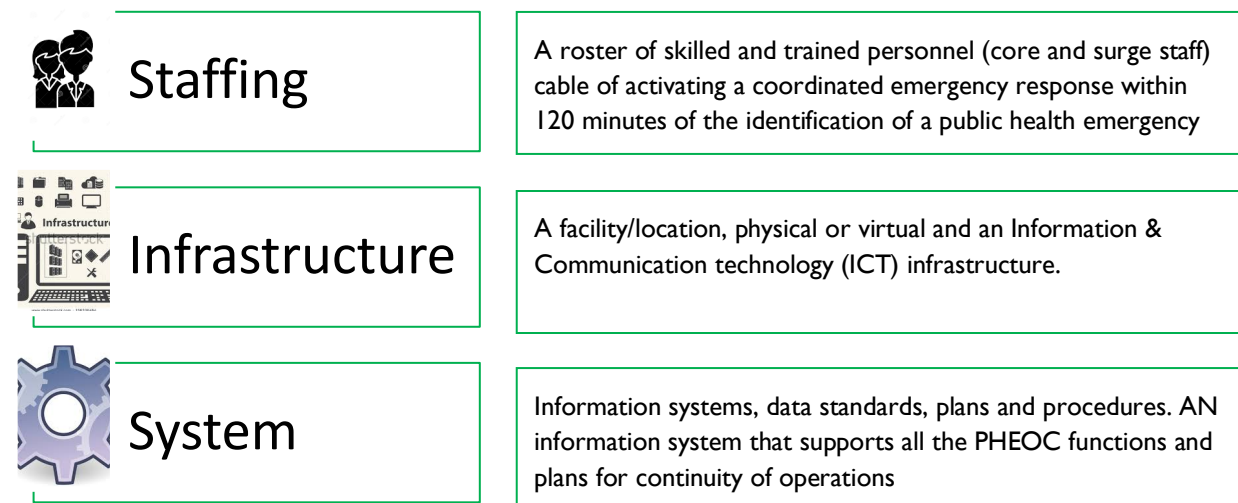 Staffing
A roster of skilled and trained personnel (core and surge staff)
cable of activating a coordinated emergency response within
120 minutes of the identification of a public health emergency
Infrastructure
shutterstock
Infrastructure
A facility/location, physical or virtual and an Information &
Communication technology (ICT) infrastructure.
System
Information systems, data standards, plans and procedures. AN
information system that supports all the PHEOC functions and
plans for continuity of operations